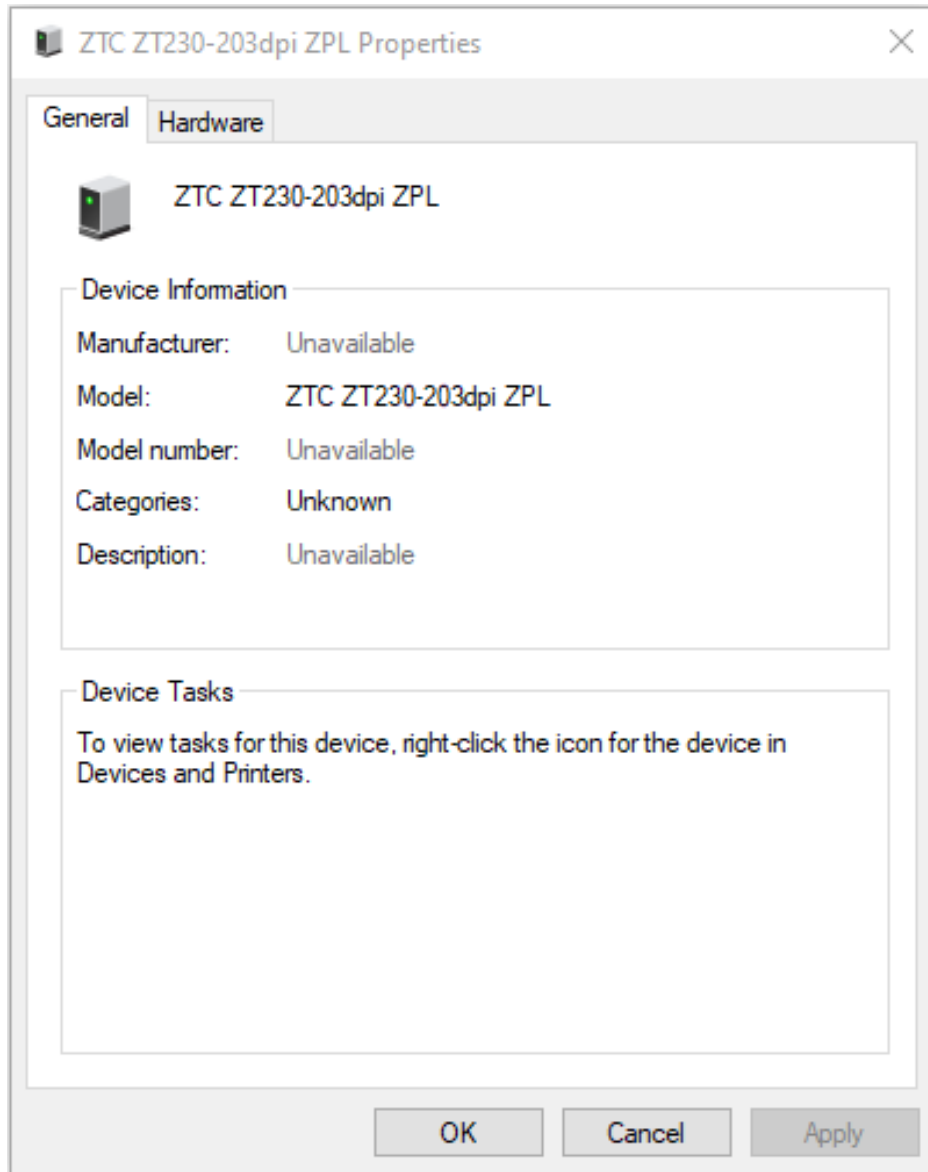 ZTC ZT230-203dpi ZPL Properties
General Hardware
ZTC ZT230-203dpi ZPL
Device Information
Manufacturer: Unavailable
Model: ZTC ZT230-203dpi ZPL
Model number: Unavailable
Categories: Unknown
Description: Unavailable
Device Tasks
To view tasks for this device, right-click the icon for the device in
Devices and Printers.
OK Cancel Apply